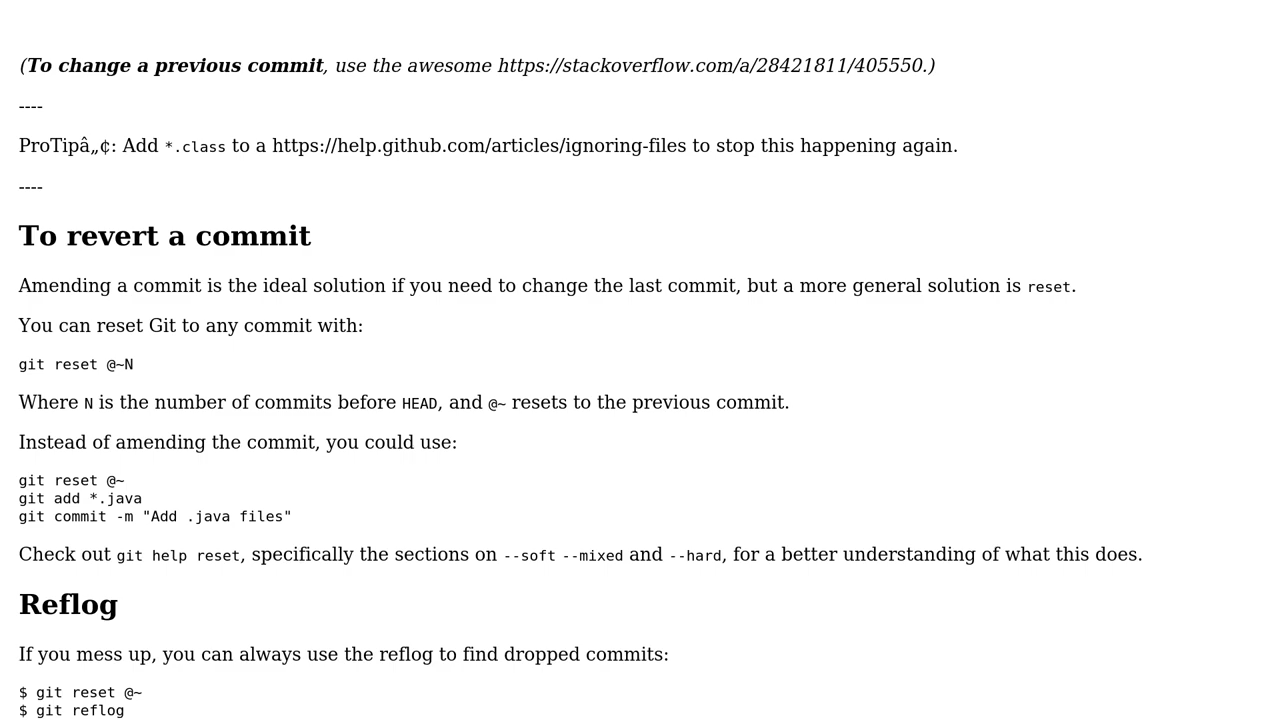 (To change a previous commit, use the awesome https://stackoverflow.com/a/28421811/405550.)
----
ProTipâ„¢: Add *.class to a https://help.github.com/articles/ignoring-files to stop this happening again.
----
To revert a commit
Amending a commit is the ideal solution if you need to change the last commit, but a more general solution is reset.
You can reset Git to any commit with:
git reset @~N
Where N is the number of commits before HEAD, and @~ resets to the previous commit.
Instead of amending the commit, you could use:
git reset @~
git add *.java
git commit -m "Add .java files"
Check out git help reset, specifically the sections on --soft --mixed and --hard, for a better understanding of what this does.
Reflog
If you mess up, you can always use the reflog to find dropped commits:
$ git reset @~
$ git reflog